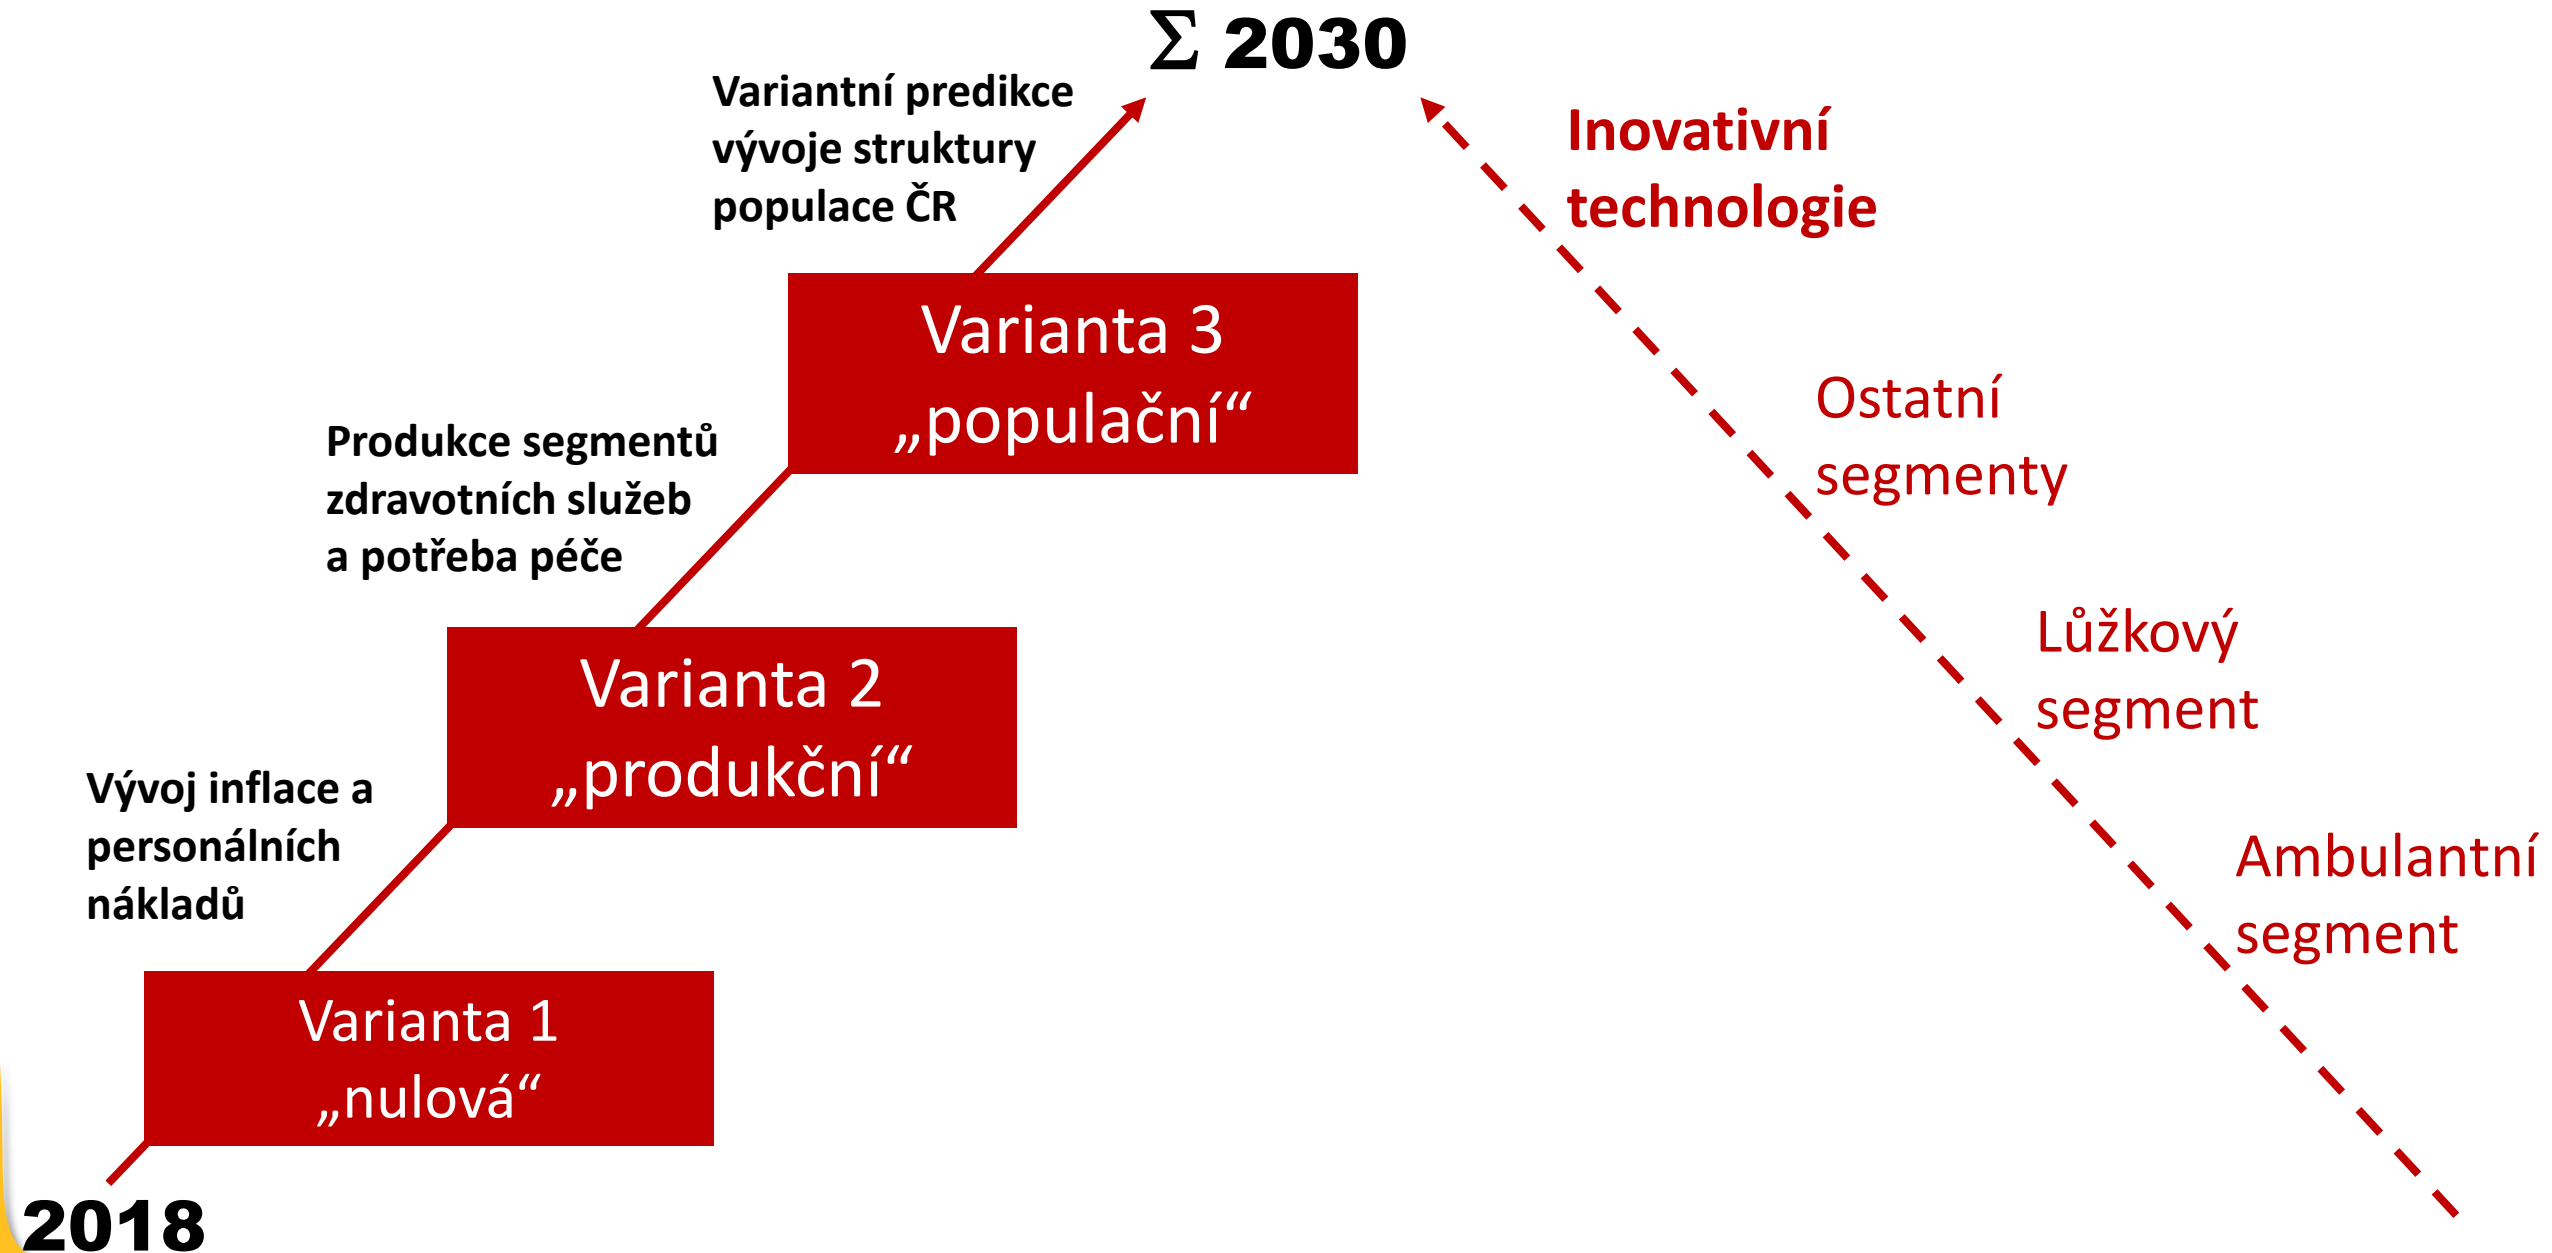 Σ 2030
Variantní predikce
vývoje struktury
populace ČR
Varianta 3
„populační“
Produkce segmentů
zdravotních služeb
a potřeba péče
Varianta 2
„produkční“
Vývoj inflace a
personálních
nákladů
Varianta 1
„nulová“
2018
Inovativní
technologie
Ostatní
segmenty
Lůžkový
segment
Ambulantní
segment